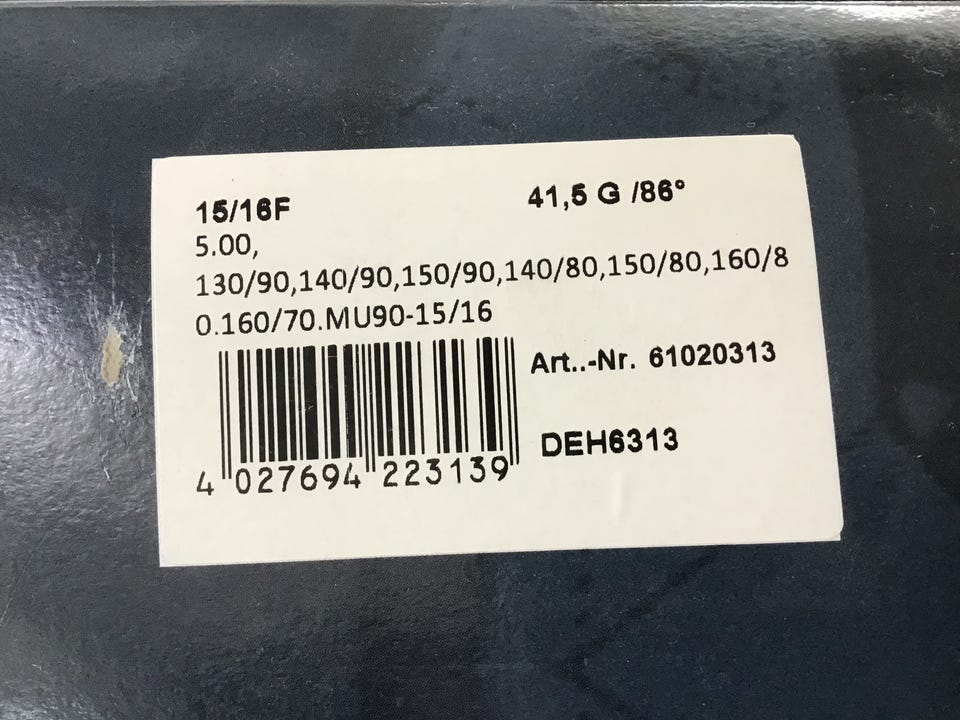 15/16F 41,5 G /86°
5.00,
130/90,140/90,150/90,140/80,150/80,160/8
0.160/70.MU90-15/16
Art..-Nr. 61020313
DEH6313
4 027694 223139